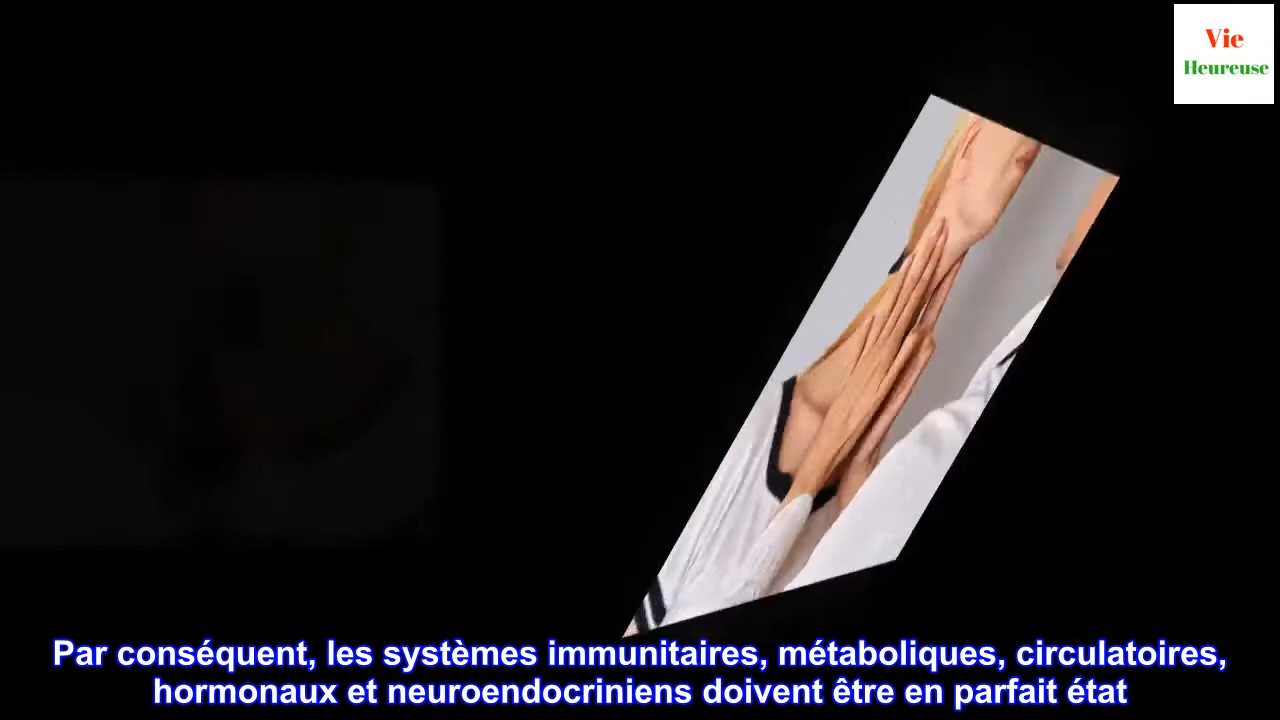 Vie
Heureuse
Par conséquent, les systèmes immunitaires, métaboliques, circulatoires,
hormonaux et neuroendocriniens doivent être en parfait état